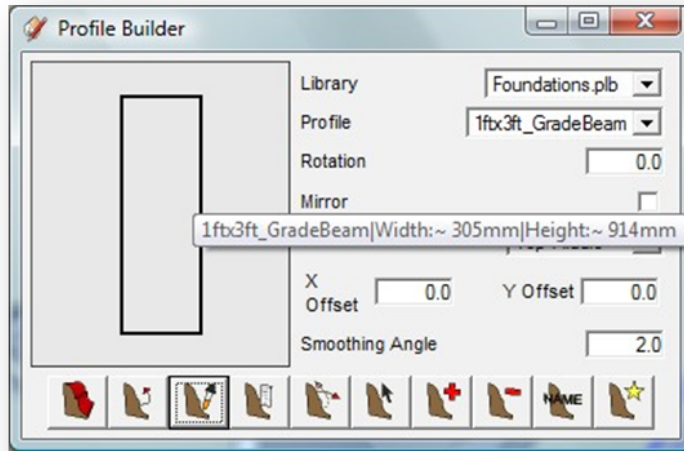 Profile Builder
Library
Foundations.plb
Profile
1ftx3ft_GradeBeam
Rotation
0.0
Mirror
1ftx3ft_GradeBeam|Width:~ 305mm|Height:~ 914mm
X Offset
0.0
Y Offset
0.0
Smoothing Angle
2.0
NAME